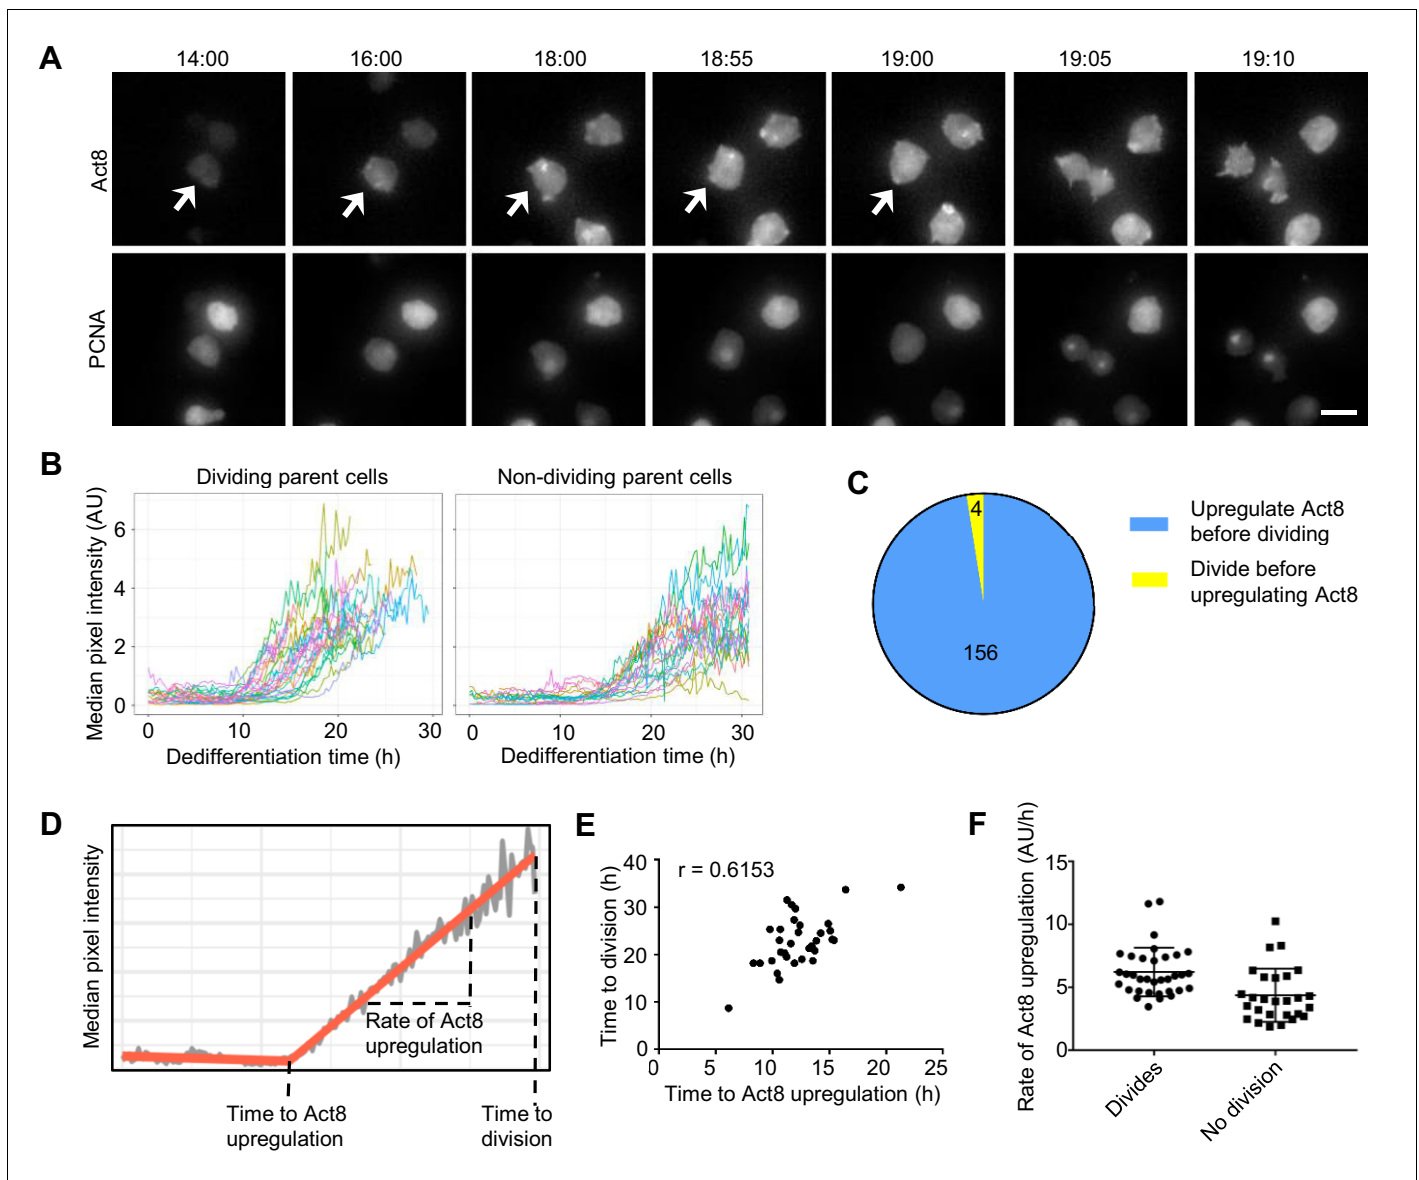 A
14:00 16:00 18:00 18:55 19:00 19:05 19:10
Act8
PCNA
B
Dividing parent cells
Non-dividing parent cells
Median pixel intensity (AU)
6
4
2
0
0 10 20 30
0 10 20 30
Dedifferentiation time (h)
Dedifferentiation time (h)
C
4
156
Upregulate Act8
before dividing
Divide before
upregulating Act8
D
Median pixel intensity
Rate of Act8
upregulation
Time to Act8
upregulation
Time to
division
E
r = 0.6153
Time to division (h)
40
30
20
10
0
0 5 10 15 20 25
Time to Act8 upregulation (h)
F
Rate of Act8 upregulation (AU/h)
15
10
5
0
Divides
No division